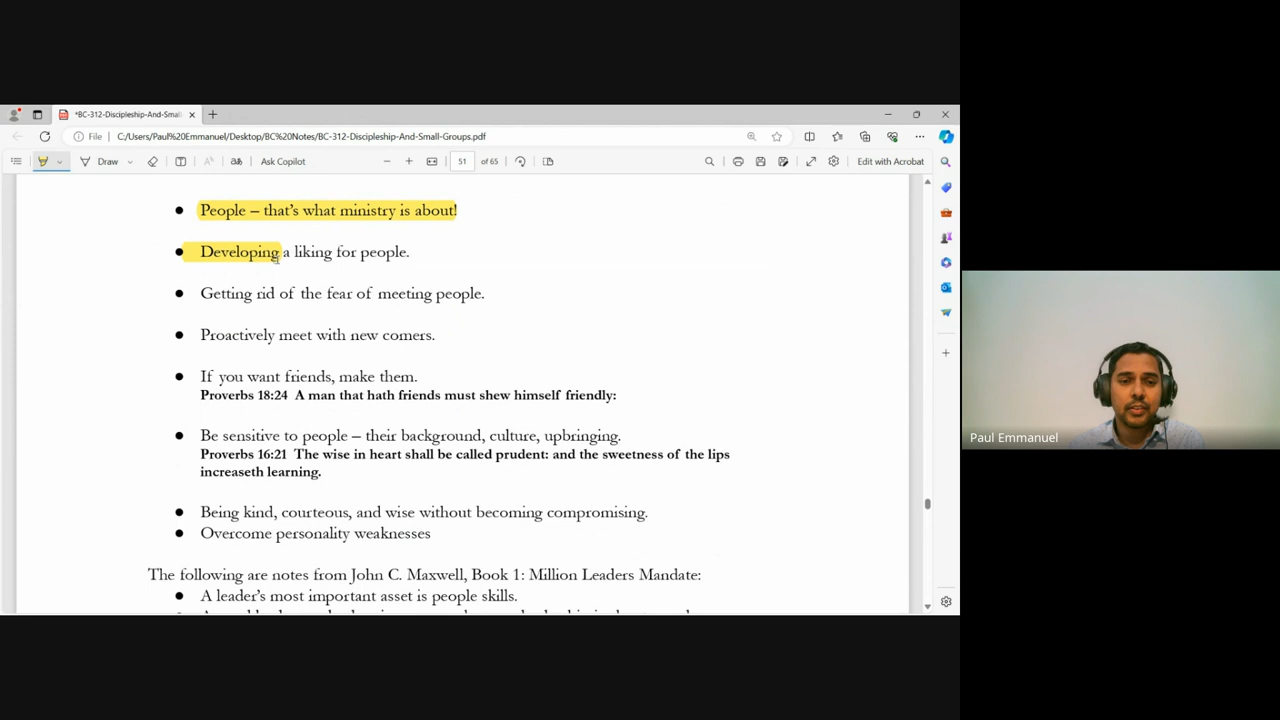 *BC-312-Discipleship-And-Small-
File
C:/Users/Paul%20Emmanuel/Desktop/BC%20Notes/BC-312-Discipleship-And-Small-Groups.pdf
Draw
Ask Copilot
51 of 65
Edit with Acrobat
● People – that's what ministry is about!
● Developing a liking for people.
● Getting rid of the fear of meeting people.
● Proactively meet with new comers.
● If you want friends, make them.
Proverbs 18:24 A man that hath friends must shew himself friendly:
● Be sensitive to people – their background, culture, upbringing.
Proverbs 16:21 The wise in heart shall be called prudent: and the sweetness of the lips
increaseth learning.
● Being kind, courteous, and wise without becoming compromising.
● Overcome personality weaknesses
The following are notes from John C. Maxwell, Book 1: Million Leaders Mandate:
● A leader's most important asset is people skills.
Paul Emmanuel